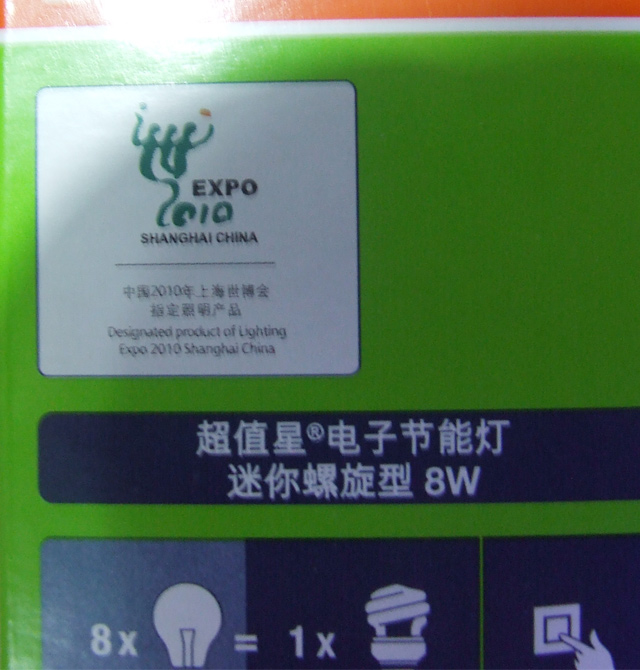 EXPO
2010
SHANGHAI CHINA
中国2010年上海世博会
指定照明产品
Designated product of Lighting
Expo 2010 Shanghai China
超值星®电子节能灯
迷你螺旋型 8W
8x = 1x